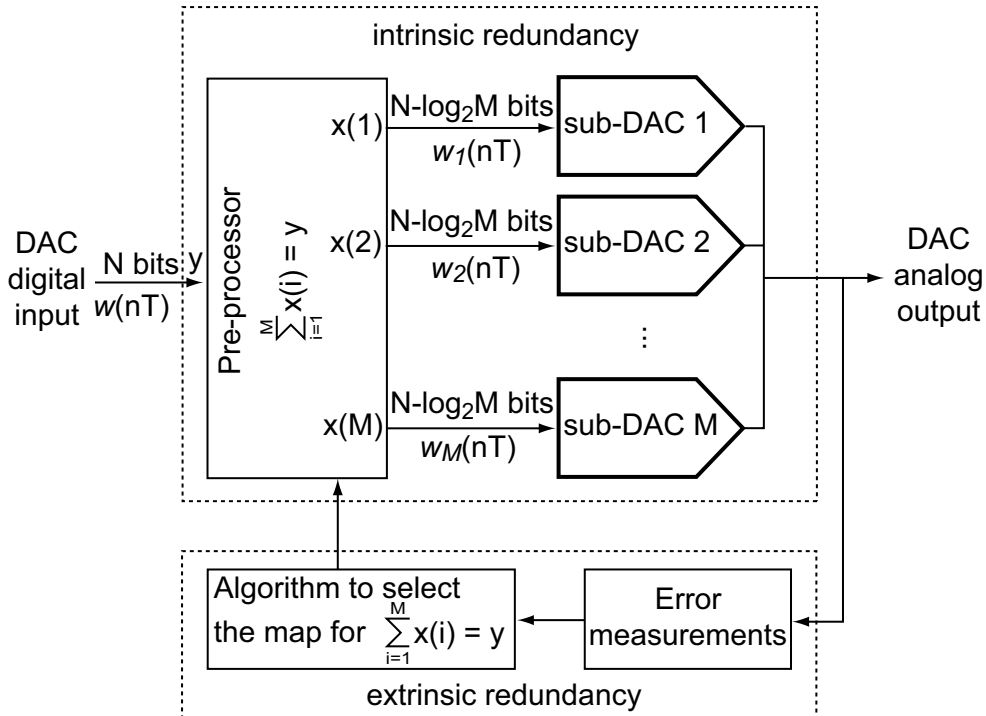 intrinsic redundancy
DAC
digital
input
N bits y
w(nT)
Pre-processor
M
∑ x(i) = y
i=1
x(1)
N-log₂M bits
w₁(nT)
sub-DAC 1
x(2)
N-log₂M bits
w₂(nT)
sub-DAC 2
...
x(M)
N-log₂M bits
w_M(nT)
sub-DAC M
DAC
analog
output
Algorithm to select
the map for ∑ x(i) = y
M
i=1
Error
measurements
extrinsic redundancy